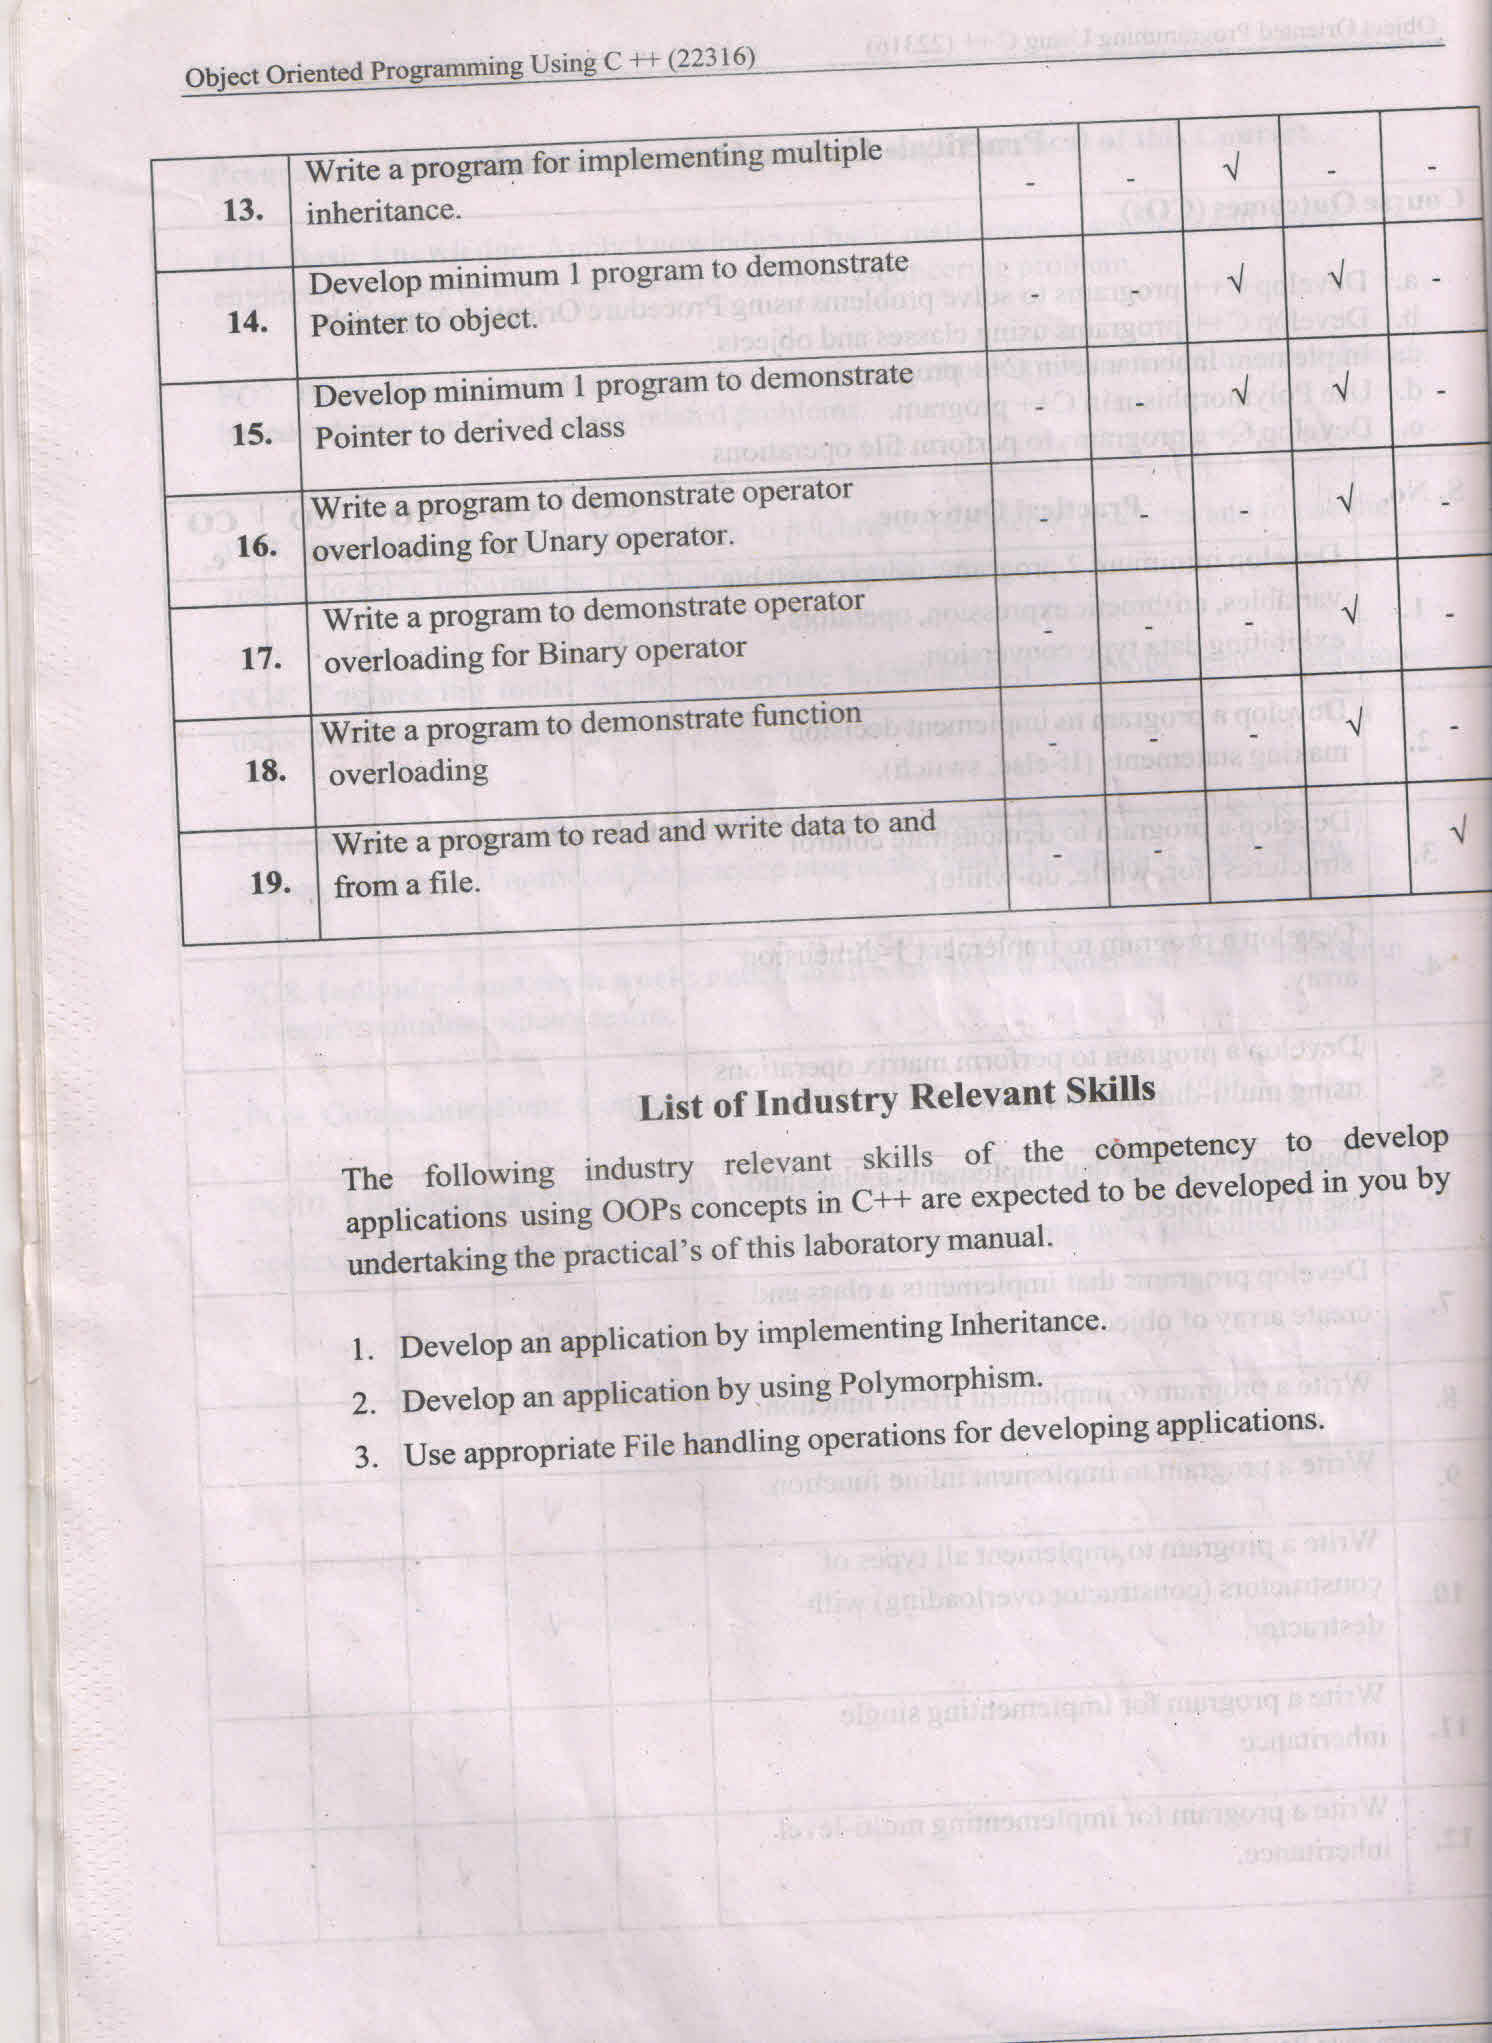 Object Oriented Programming Using C ++ (22316)
13. Write a program for implementing multiple - - √ - -
inheritance.
14. Develop minimum 1 program to demonstrate - - √ √ -
Pointer to object.
15. Develop minimum 1 program to demonstrate - - √ √ -
Pointer to derived class
16. Write a program to demonstrate operator - - - √ -
overloading for Unary operator.
17. Write a program to demonstrate operator - - - √ -
overloading for Binary operator
18. Write a program to demonstrate function - - - √ -
overloading
19. Write a program to read and write data to and - - - √
from a file.
List of Industry Relevant Skills
The following industry relevant skills of the competency to develop
applications using OOPs concepts in C++ are expected to be developed in you by
undertaking the practical’s of this laboratory manual.
1. Develop an application by implementing Inheritance.
2. Develop an application by using Polymorphism.
3. Use appropriate File handling operations for developing applications.